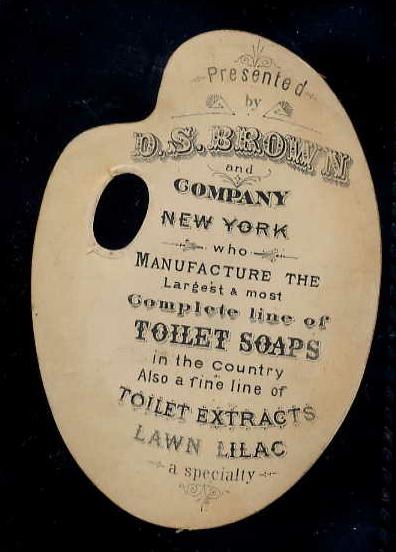 Presented
by
D.S. BROWN
and
COMPANY
NEW YORK
who
MANUFACTURE THE
Largest & most
Complete line of
TOILET SOAPS
in the country
Also a fine line of
TOILET EXTRACTS
LAWN LILAC
a specialty